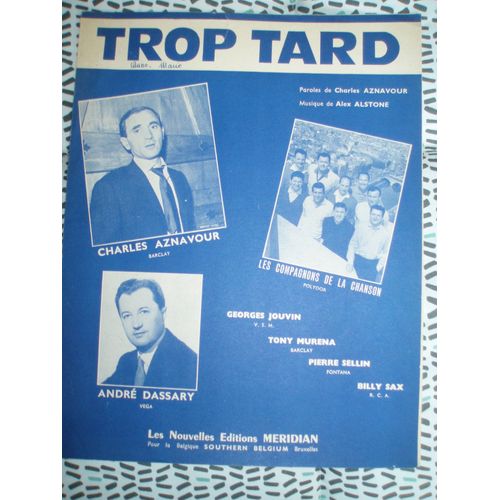 TROP TARD
Paroles de Charles AZNAVOUR
Musique de Alex ALSTONE
CHARLES AZNAVOUR
BARCLAY
LES COMPAGNONS DE LA CHANSON
POLYDOR
GEORGES JOUVIN
V. S. M.
TONY MURENA
BARCLAY
PIERRE SELLIN
FONTANA
BILLY SAX
R. C. A.
ANDRÉ DASSARY
VEGA
Les Nouvelles Editions MERIDIAN
Pour la Belgique SOUTHERN BELGIUM Bruxelles